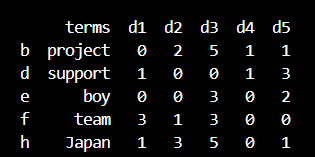 terms d1 d2 d3 d4 d5
b project 0 2 5 1 1
d support 1 0 0 1 3
e boy 0 0 3 0 2
f team 3 1 3 0 0
h Japan 1 3 5 0 1